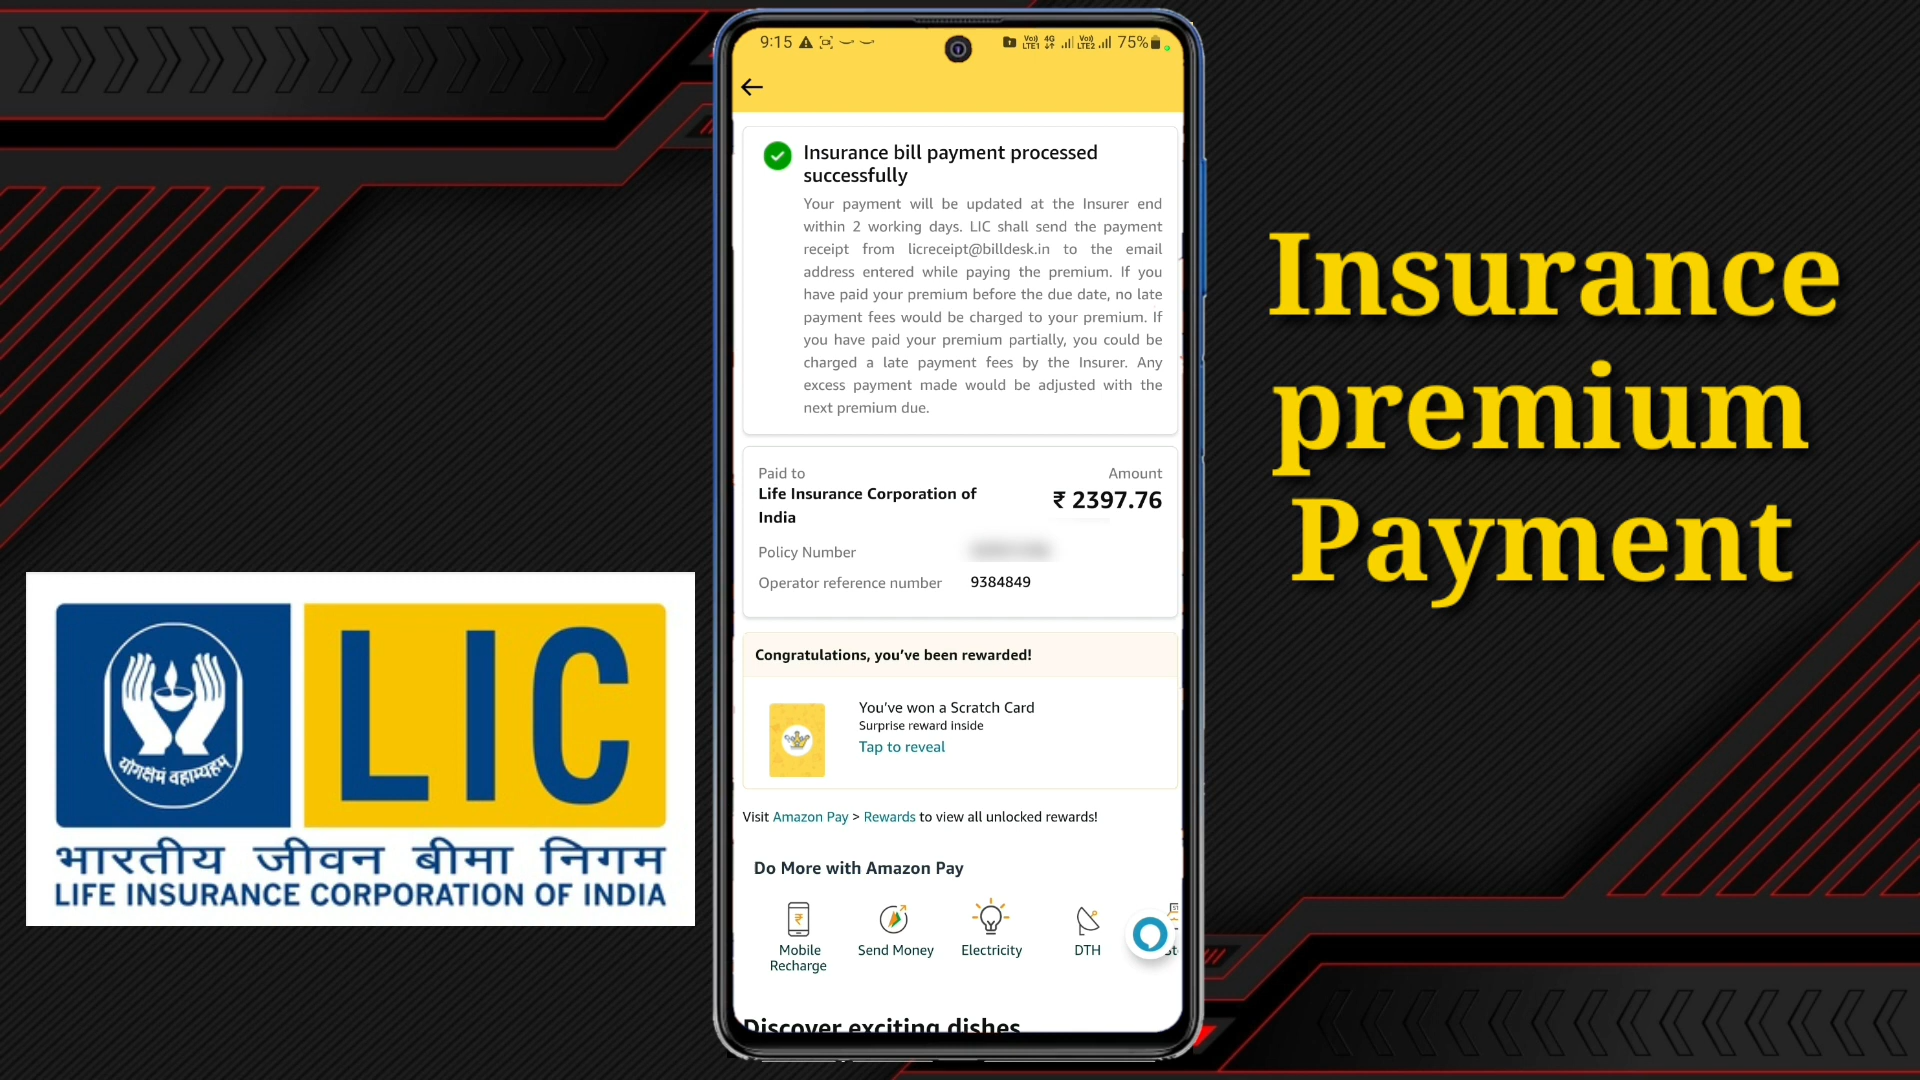 9:15
Vo) LTE1 4G Vo) LTE2 75%
Insurance bill payment processed
successfully
Your payment will be updated at the Insurer end
within 2 working days. LIC shall send the payment
receipt from licreceipt@billdesk.in to the email
address entered while paying the premium. If you
have paid your premium before the due date, no late
payment fees would be charged to your premium. If
you have paid your premium partially, you could be
charged a late payment fees by the Insurer. Any
excess payment made would be adjusted with the
next premium due.
Paid to
Amount
Life Insurance Corporation of
India
₹ 2397.76
Policy Number
Operator reference number 9384849
Congratulations, you’ve been rewarded!
You’ve won a Scratch Card
Surprise reward inside
Tap to reveal
Visit Amazon Pay > Rewards to view all unlocked rewards!
Do More with Amazon Pay
Mobile
Recharge
Send Money
Electricity
DTH
Discover exciting dishes
योगक्षेमं वहाम्यहम्
LIC
भारतीय जीवन बीमा निगम
LIFE INSURANCE CORPORATION OF INDIA
Insurance
premium
Payment